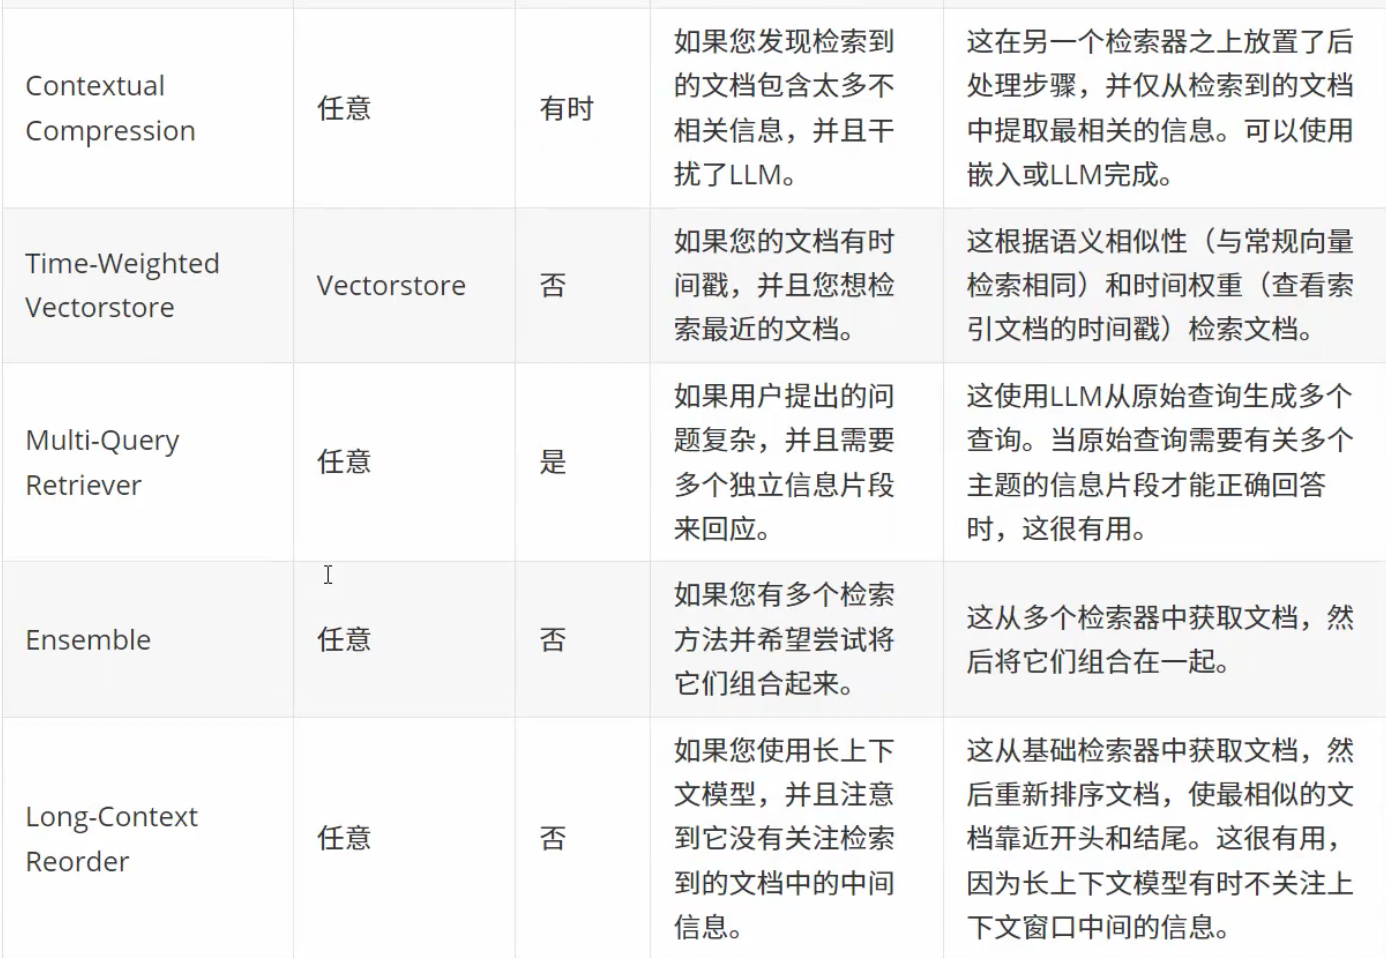 Contextual
Compression
任意
有时
如果您发现检索到
的文档包含太多不
相关信息，并且干
扰了LLM。
这在另一个检索器之上放置了后
处理步骤，并仅从检索到的文档
中提取最相关的信息。可以使用
嵌入或LLM完成。
Time-Weighted
Vectorstore
Vectorstore
否
如果您的文档有时
间戳，并且您想检
索最近的文档。
这根据语义相似性（与常规向量
检索相同）和时间权重（查看索
引文档的时间戳）检索文档。
Multi-Query
Retriever
任意
是
如果用户提出的问
题复杂，并且需要
多个独立信息片段
来回应。
这使用LLM从原始查询生成多个
查询。当原始查询需要有关多个
主题的信息片段才能正确回答
时，这很有用。
Ensemble
任意
否
如果您有多个检索
方法并希望尝试将
它们组合起来。
这从多个检索器中获取文档，然
后将它们组合在一起。
Long-Context
Reorder
任意
否
如果您使用长上下
文模型，并且注意
到它没有关注检索
到的文档中的中间
信息。
这从基础检索器中获取文档，然
后重新排序文档，使最相似的文
档靠近开头和结尾。这很有用，
因为长上下文模型有时不关注上
下文窗口中间的信息。